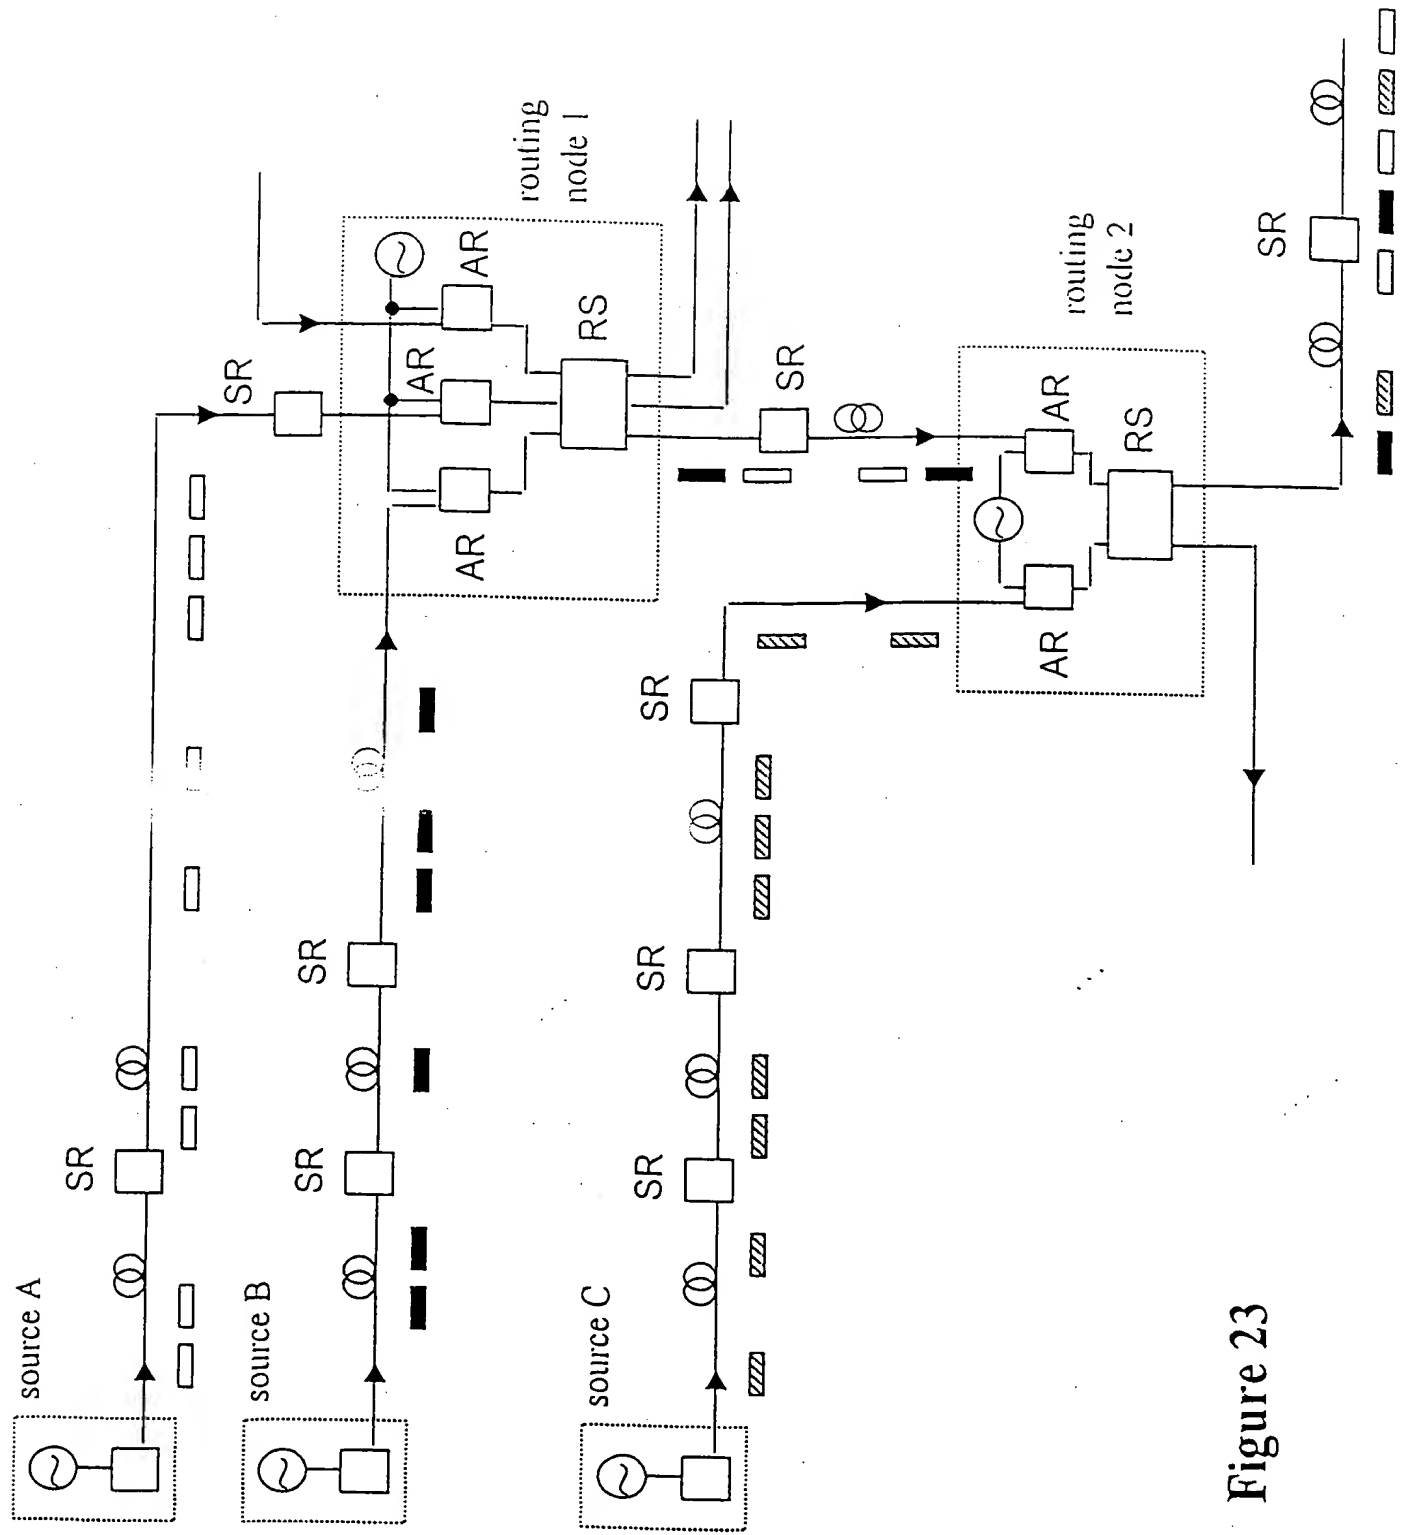 source A
SR
SR
source B
SR
SR
source C
SR
SR
SR
AR
AR
AR
RS
routing
node 1
SR
AR
AR
RS
routing
node 2
SR
Figure 23